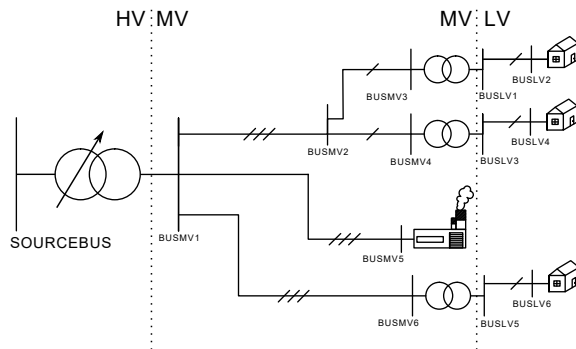 HV MV MV LV
BUSLV2
BUSMV3 BUSLV1
BUSMV2 BUSMV4 BUSLV3 BUSLV4
SOURCEBUS BUSMV1
BUSMV5
BUSLV6
BUSMV6 BUSLV5